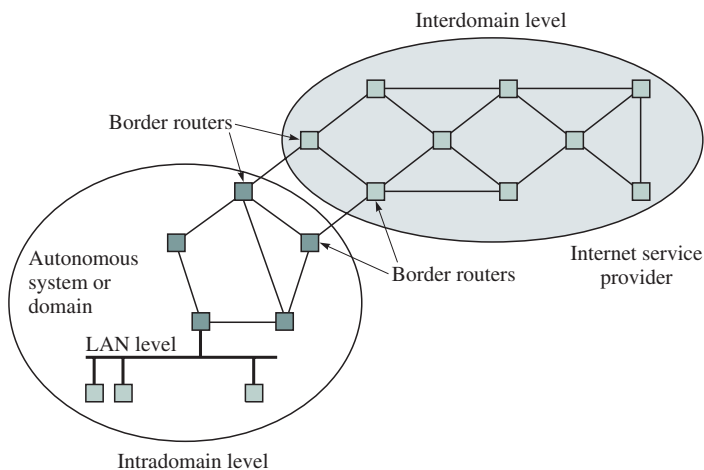 Interdomain level
Border routers
Autonomous
system or
domain
Internet service
provider
Border routers
LAN level
Intradomain level